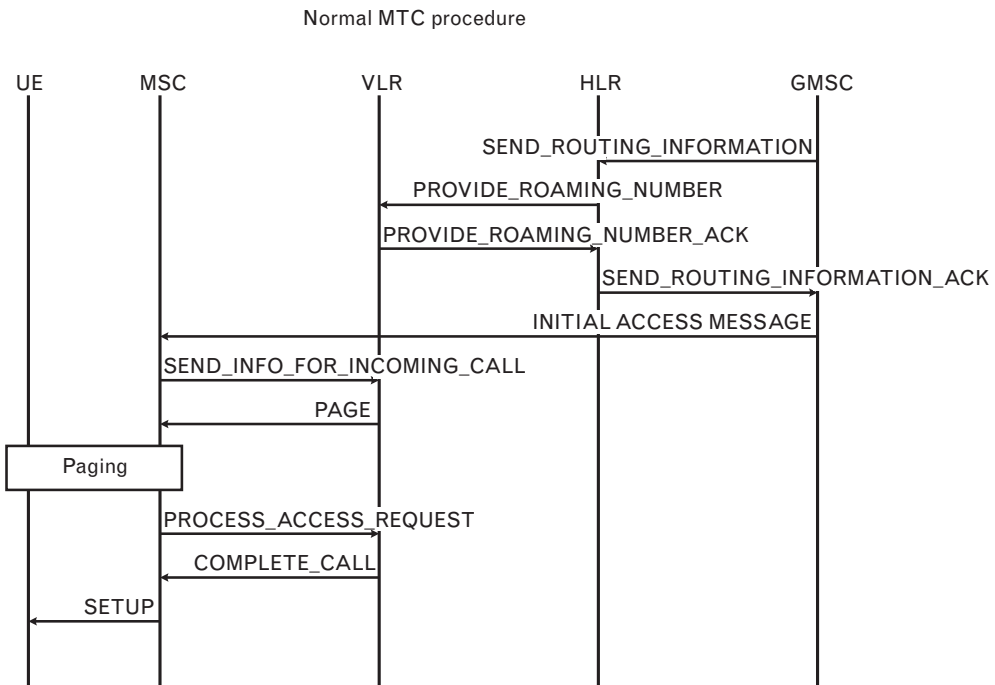 Normal MTC procedure
UE MSC VLR HLR GMSC
SEND_ROUTING_INFORMATION
PROVIDE_ROAMING_NUMBER
PROVIDE_ROAMING_NUMBER_ACK
SEND_ROUTING_INFORMATION_ACK
INITIAL ACCESS MESSAGE
SEND_INFO_FOR_INCOMING_CALL
PAGE
Paging
PROCESS_ACCESS_REQUEST
COMPLETE_CALL
SETUP